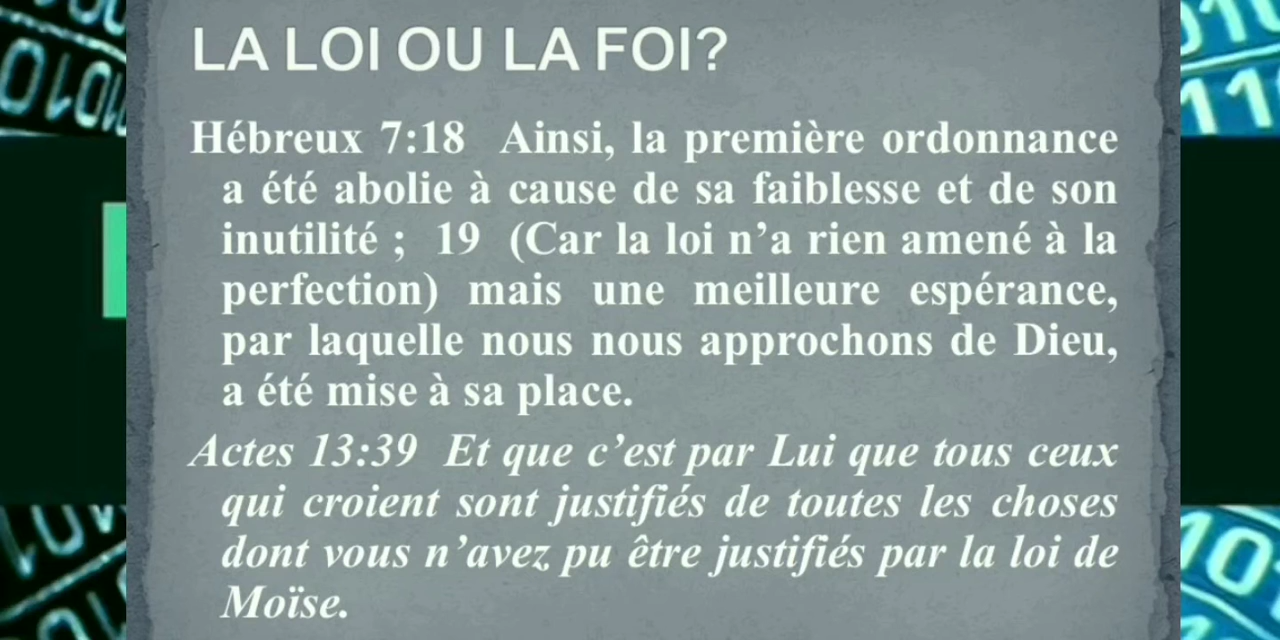 LA LOI OU LA FOI?
Hébreux 7:18 Ainsi, la première ordonnance
a été abolie à cause de sa faiblesse et de son
inutilité ; 19 (Car la loi n’a rien amené à la
perfection) mais une meilleure espérance,
par laquelle nous nous approchons de Dieu,
a été mise à sa place.
Actes 13:39 Et que c’est par Lui que tous ceux
qui croient sont justifiés de toutes les choses
dont vous n’avez pu être justifiés par la loi de
Moïse.